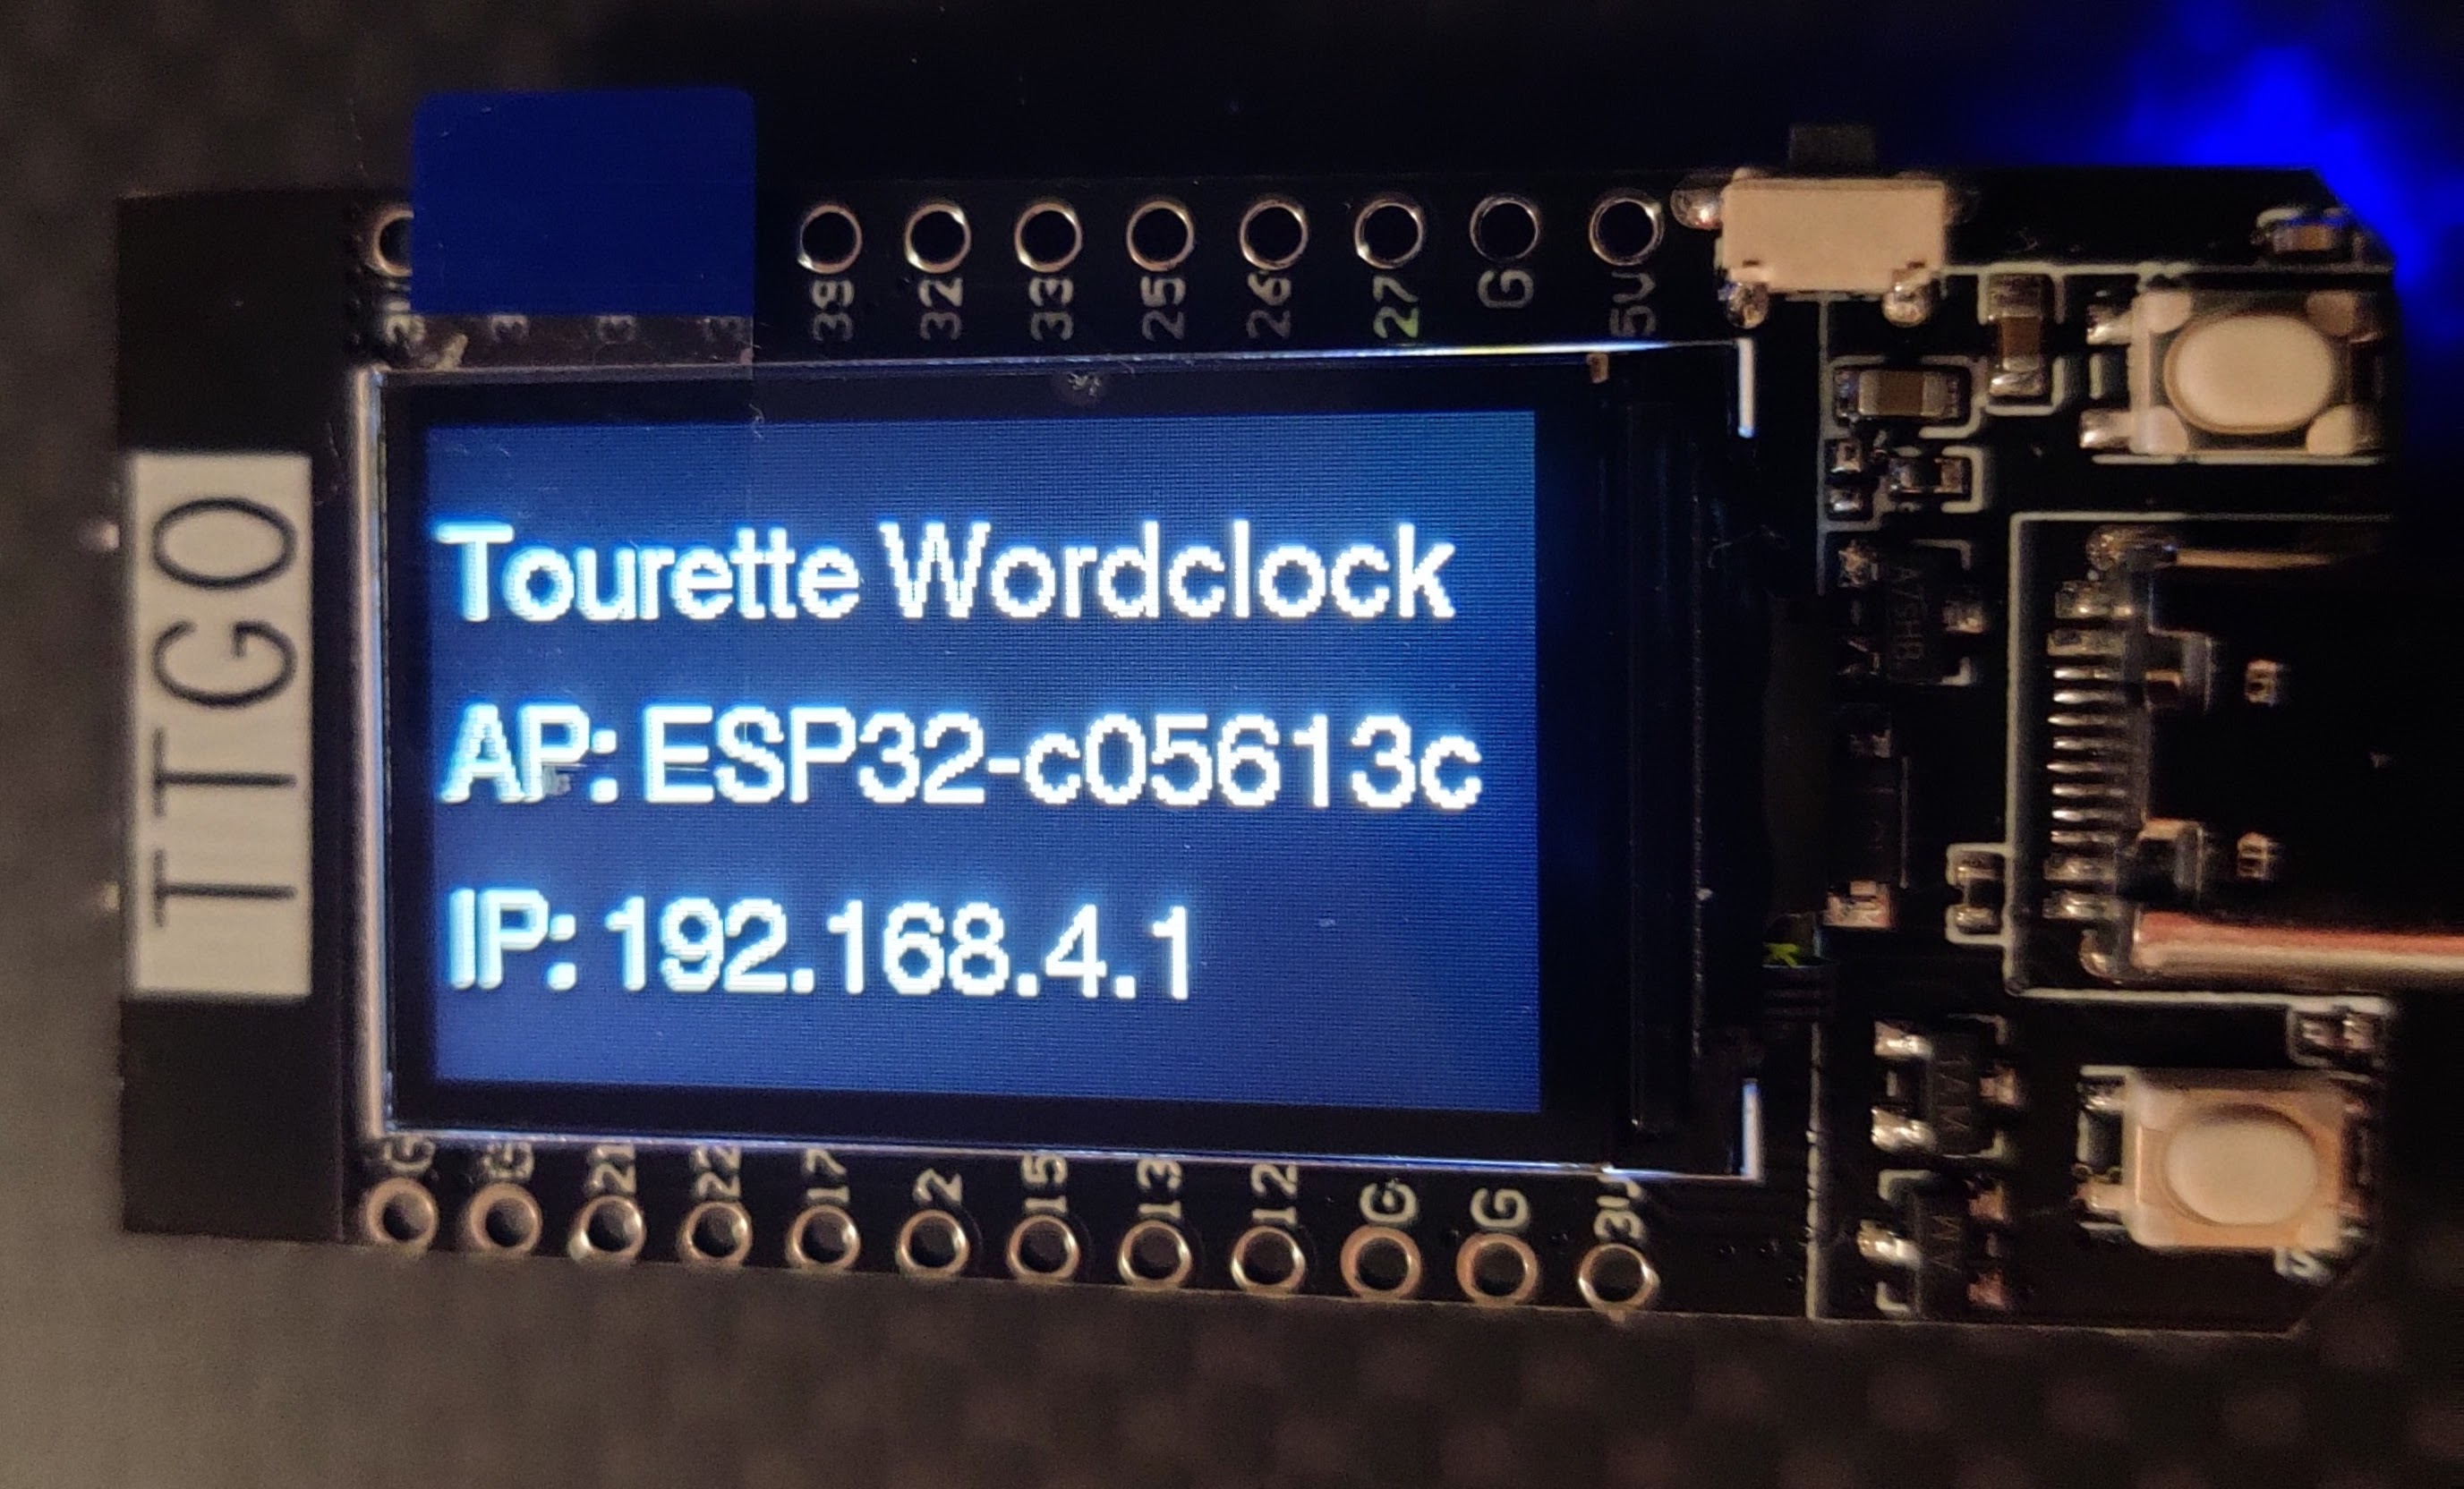 TTGO
38 32 33 25 26 27 G 5V
Tourette Wordclock
AP: ESP32-c05613c
IP: 192.168.4.1
G G 21 22 17 2 15 13 12 G G